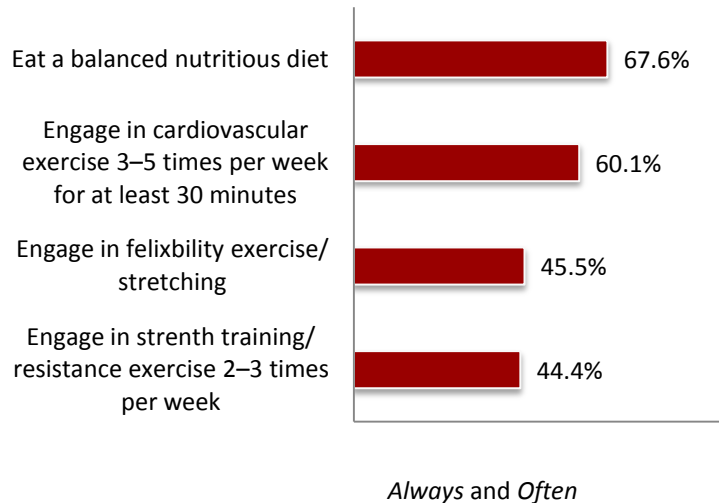 Eat a balanced nutritious diet
67.6%
Engage in cardiovascular
exercise 3–5 times per week
for at least 30 minutes
60.1%
Engage in felixbility exercise/
stretching
45.5%
Engage in strenth training/
resistance exercise 2–3 times
per week
44.4%
Always and Often